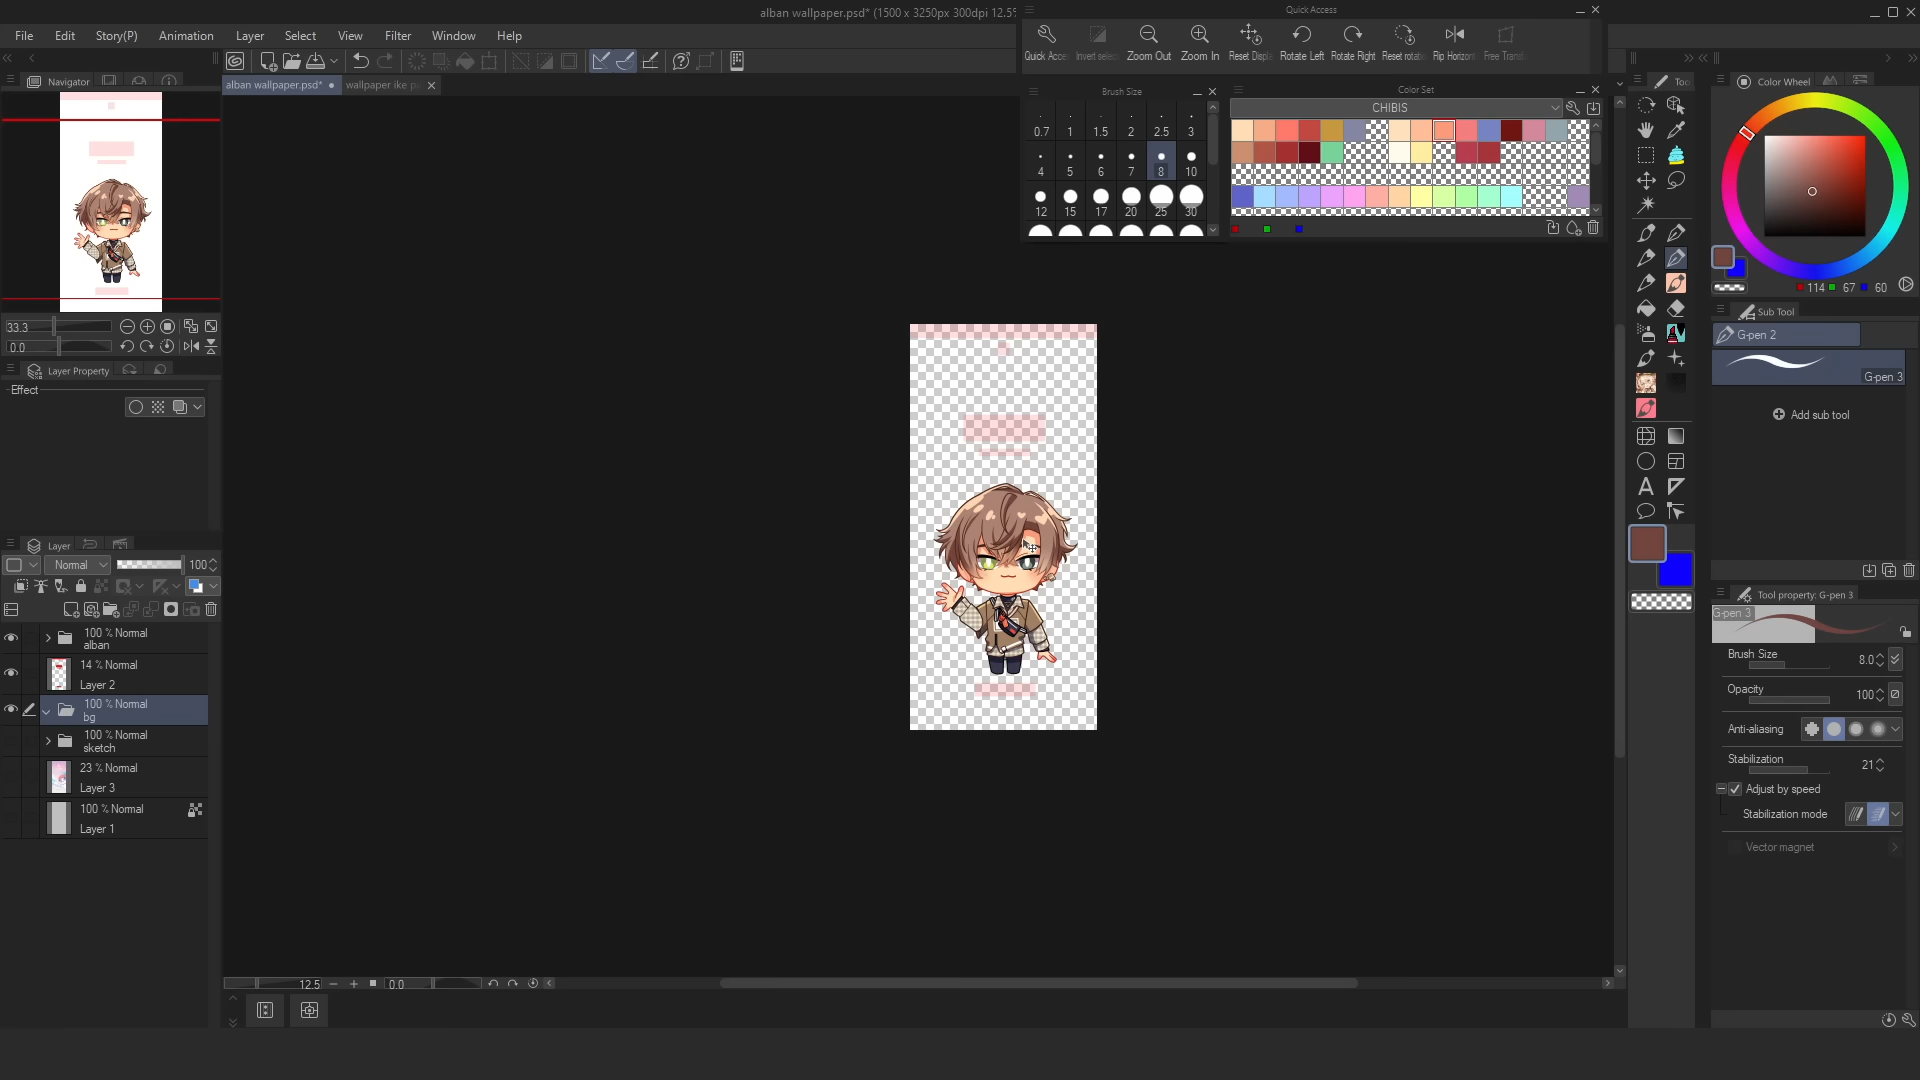 alban wallpaper.psd* (1500 x 3250px 300dpi 12.5%
Quick Access
File Edit Story(P) Animation Layer Select View Filter Window Help
Quick Acce Invert selec Zoom Out Zoom In Reset Displa Rotate Left Rotate Right Reset rotat Flip Horizon Free Transf
Navigator
alban wallpaper.psd* wallpaper ike p
Brush Size
Color Set
CHIBIS
0.7 1 1.5 2 2.5 3
4 5 6 7 8 10
12 15 17 20 25 30
Too
Color Wheel
114 67 60
33.3
0.0
Layer Property
Effect
Layer
Normal 100
100 % Normal
alban
14 % Normal
Layer 2
100 % Normal
bg
100 % Normal
sketch
23 % Normal
Layer 3
100 % Normal
Layer 1
12.5 0.0
Sub Tool
G-pen 2
G-pen 3
Add sub tool
Tool property: G-pen 3
G-pen 3
Brush Size 8.0
Opacity 100
Anti-aliasing
Stabilization 21
Adjust by speed
Stabilization mode
Vector magnet